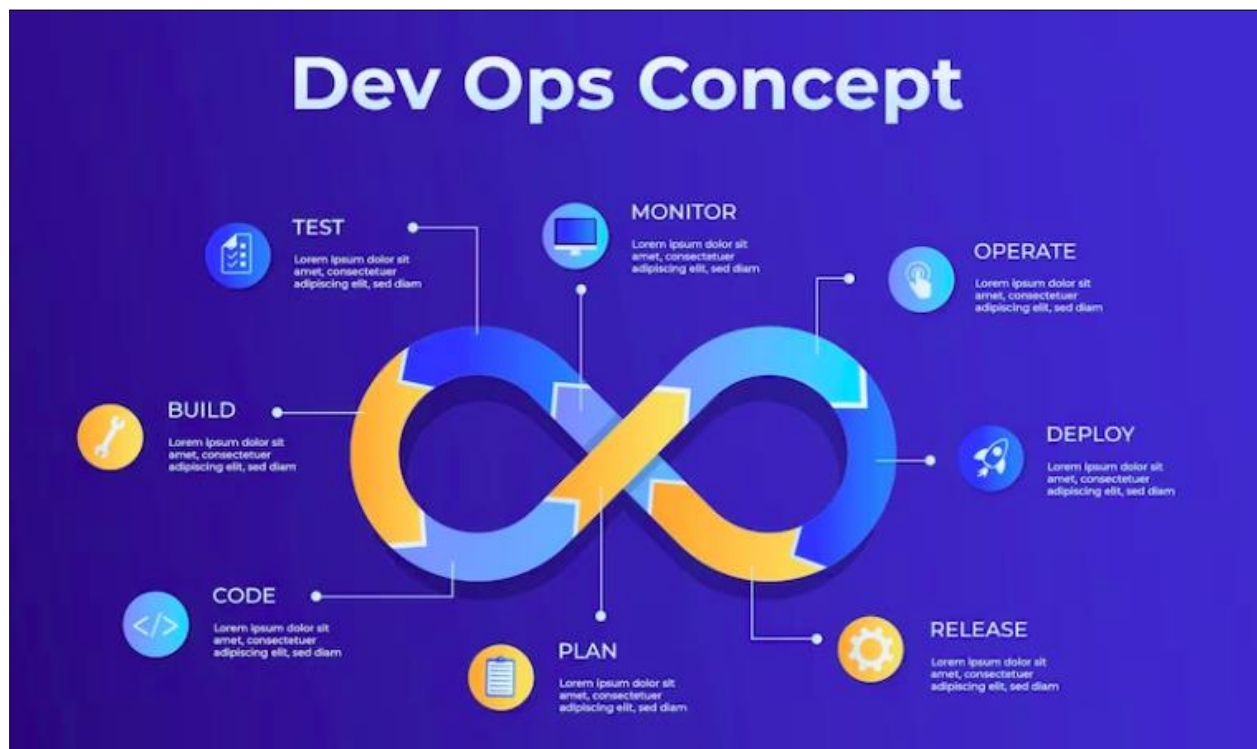 Dev Ops Concept
TEST
Lorem ipsum dolor sit
amet, consectetuer
adipiscing elit, sed diam
MONITOR
Lorem ipsum dolor sit
amet, consectetuer
adipiscing elit, sed diam
OPERATE
Lorem ipsum dolor sit
amet, consectetuer
adipiscing elit, sed diam
BUILD
Lorem ipsum dolor sit
amet, consectetuer
adipiscing elit, sed diam
DEPLOY
Lorem ipsum dolor sit
amet, consectetuer
adipiscing elit, sed diam
CODE
Lorem ipsum dolor sit
amet, consectetuer
adipiscing elit, sed diam
</>
PLAN
Lorem ipsum dolor sit
amet, consectetuer
adipiscing elit, sed diam
RELEASE
Lorem ipsum dolor sit
amet, consectetuer
adipiscing elit, sed diam